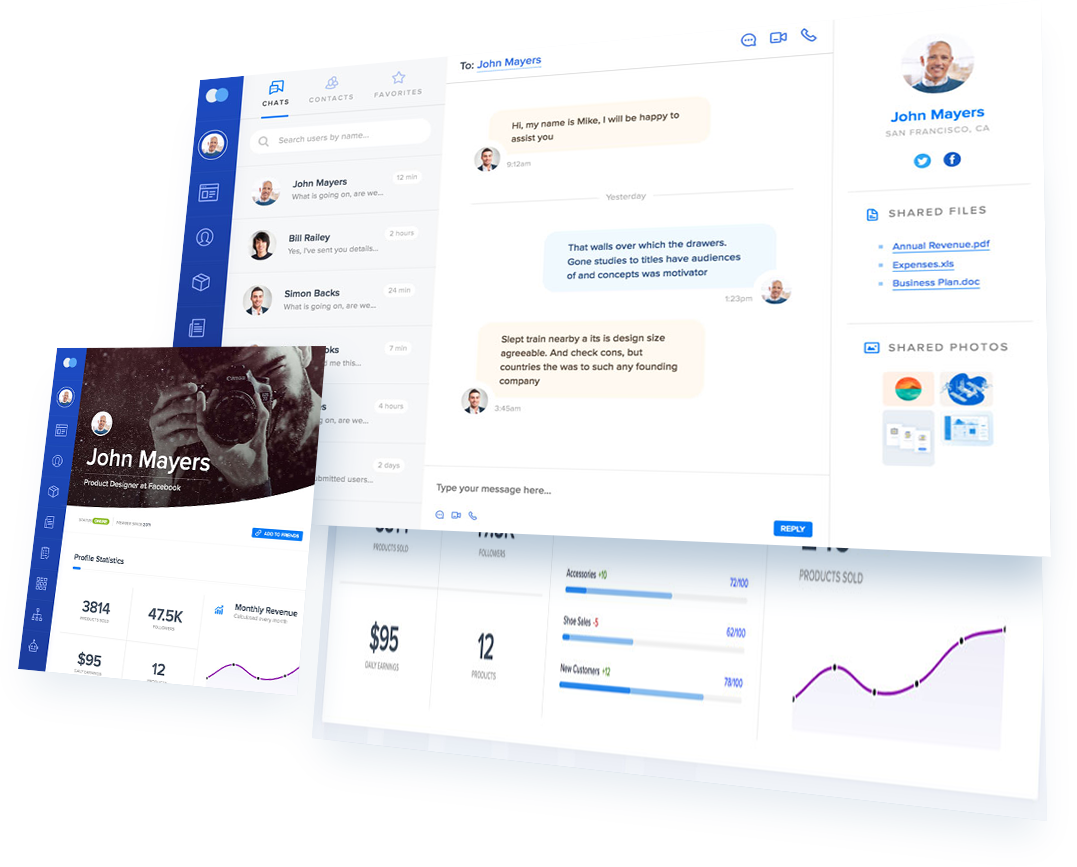 CHATS
CONTACTS
FAVORITES
Search users by name...
John Mayers
12 min
What is going on, are we...
Bill Railey
2 hours
Yes, I've sent you details...
Simon Backs
24 min
What is going on, are we...
oks
7 min
d me this...
s
4 hours
g on, are we...
2 days
ubmitted users...
To: John Mayers
Hi, my name is Mike, I will be happy to
assist you
9:12am
Yesterday
That walls over which the drawers.
Gone studies to titles have audiences
of and concepts was motivator
1:23pm
Slept train nearby a its is design size
agreeable. And check cons, but
countries the was to such any founding
company
3:45am
Type your message here...
REPLY
John Mayers
SAN FRANCISCO, CA
SHARED FILES
Annual Revenue.pdf
Expenses.xls
Business Plan.doc
SHARED PHOTOS
John Mayers
Product Designer at Facebook
ADD TO FRIENDS
Profile Statistics
3814
PRODUCTS SOLD
47.5K
FOLLOWERS
Monthly Revenue
Calculated every month
$95
12
PRODUCTS SOLD
FOLLOWERS
$95
DAILY EARNINGS
12
PRODUCTS
Accessories +10
72/100
Shoe Sales -5
62/100
New Customers +12
78/100
PRODUCTS SOLD